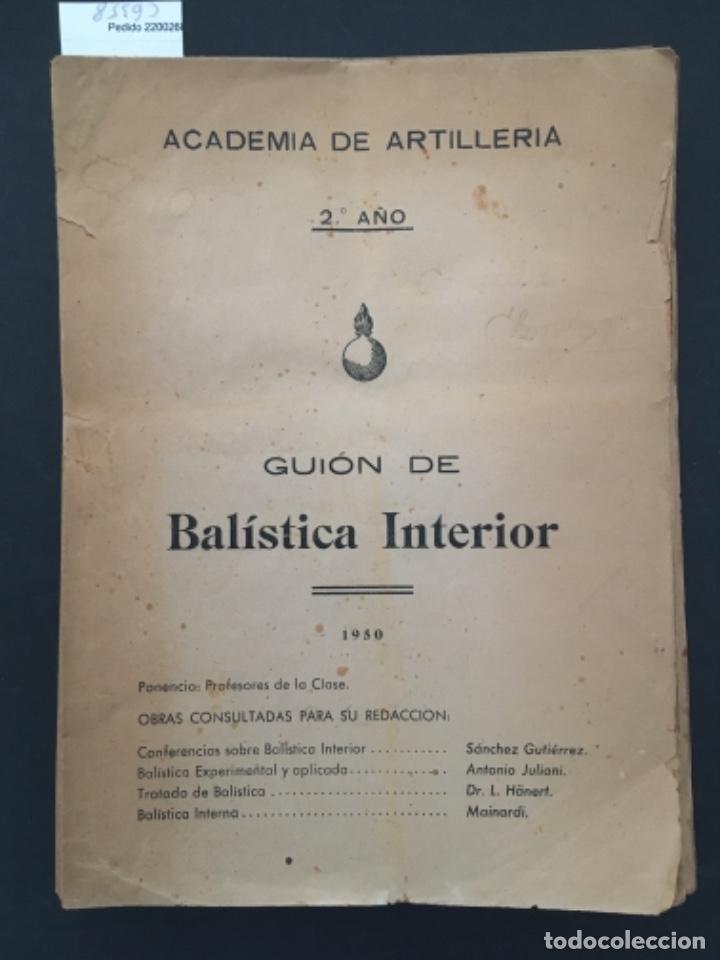 Pedido 2200268
ACADEMIA DE ARTILLERIA
2.º AÑO
GUIÓN DE
Balística Interior
1950
Ponencia: Profesores de la Clase.
OBRAS CONSULTADAS PARA SU REDACCION:
Conferencias sobre Balística Interior ........... Sánchez Gutiérrez.
Balística Experimental y aplicada.............. Antonio Juliani.
Tratado de Balística ......................... Dr. L. Hänert.
Balística Interna............................. Mainardi.
todocoleccion